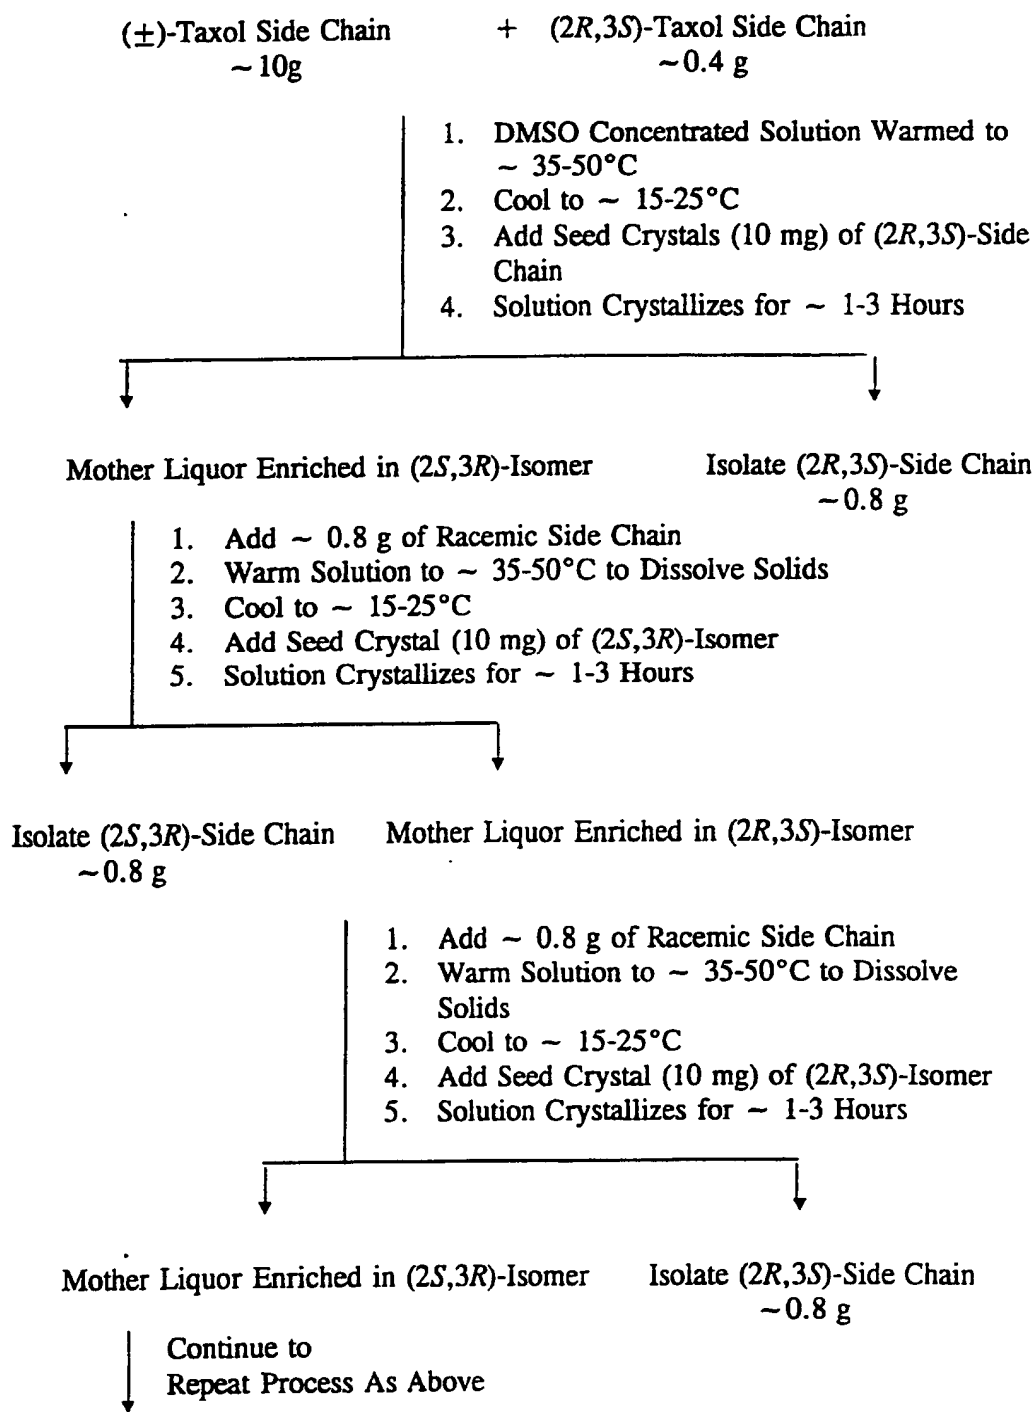 (±)-Taxol Side Chain + (2R,3S)-Taxol Side Chain
~ 10g ~0.4 g
1. DMSO Concentrated Solution Warmed to
~ 35-50°C
2. Cool to ~ 15-25°C
3. Add Seed Crystals (10 mg) of (2R,3S)-Side
Chain
4. Solution Crystallizes for ~ 1-3 Hours
Mother Liquor Enriched in (2S,3R)-Isomer Isolate (2R,3S)-Side Chain
~0.8 g
1. Add ~ 0.8 g of Racemic Side Chain
2. Warm Solution to ~ 35-50°C to Dissolve Solids
3. Cool to ~ 15-25°C
4. Add Seed Crystal (10 mg) of (2S,3R)-Isomer
5. Solution Crystallizes for ~ 1-3 Hours
Isolate (2S,3R)-Side Chain Mother Liquor Enriched in (2R,3S)-Isomer
~0.8 g
1. Add ~ 0.8 g of Racemic Side Chain
2. Warm Solution to ~ 35-50°C to Dissolve
Solids
3. Cool to ~ 15-25°C
4. Add Seed Crystal (10 mg) of (2R,3S)-Isomer
5. Solution Crystallizes for ~ 1-3 Hours
Mother Liquor Enriched in (2S,3R)-Isomer Isolate (2R,3S)-Side Chain
~0.8 g
Continue to
Repeat Process As Above